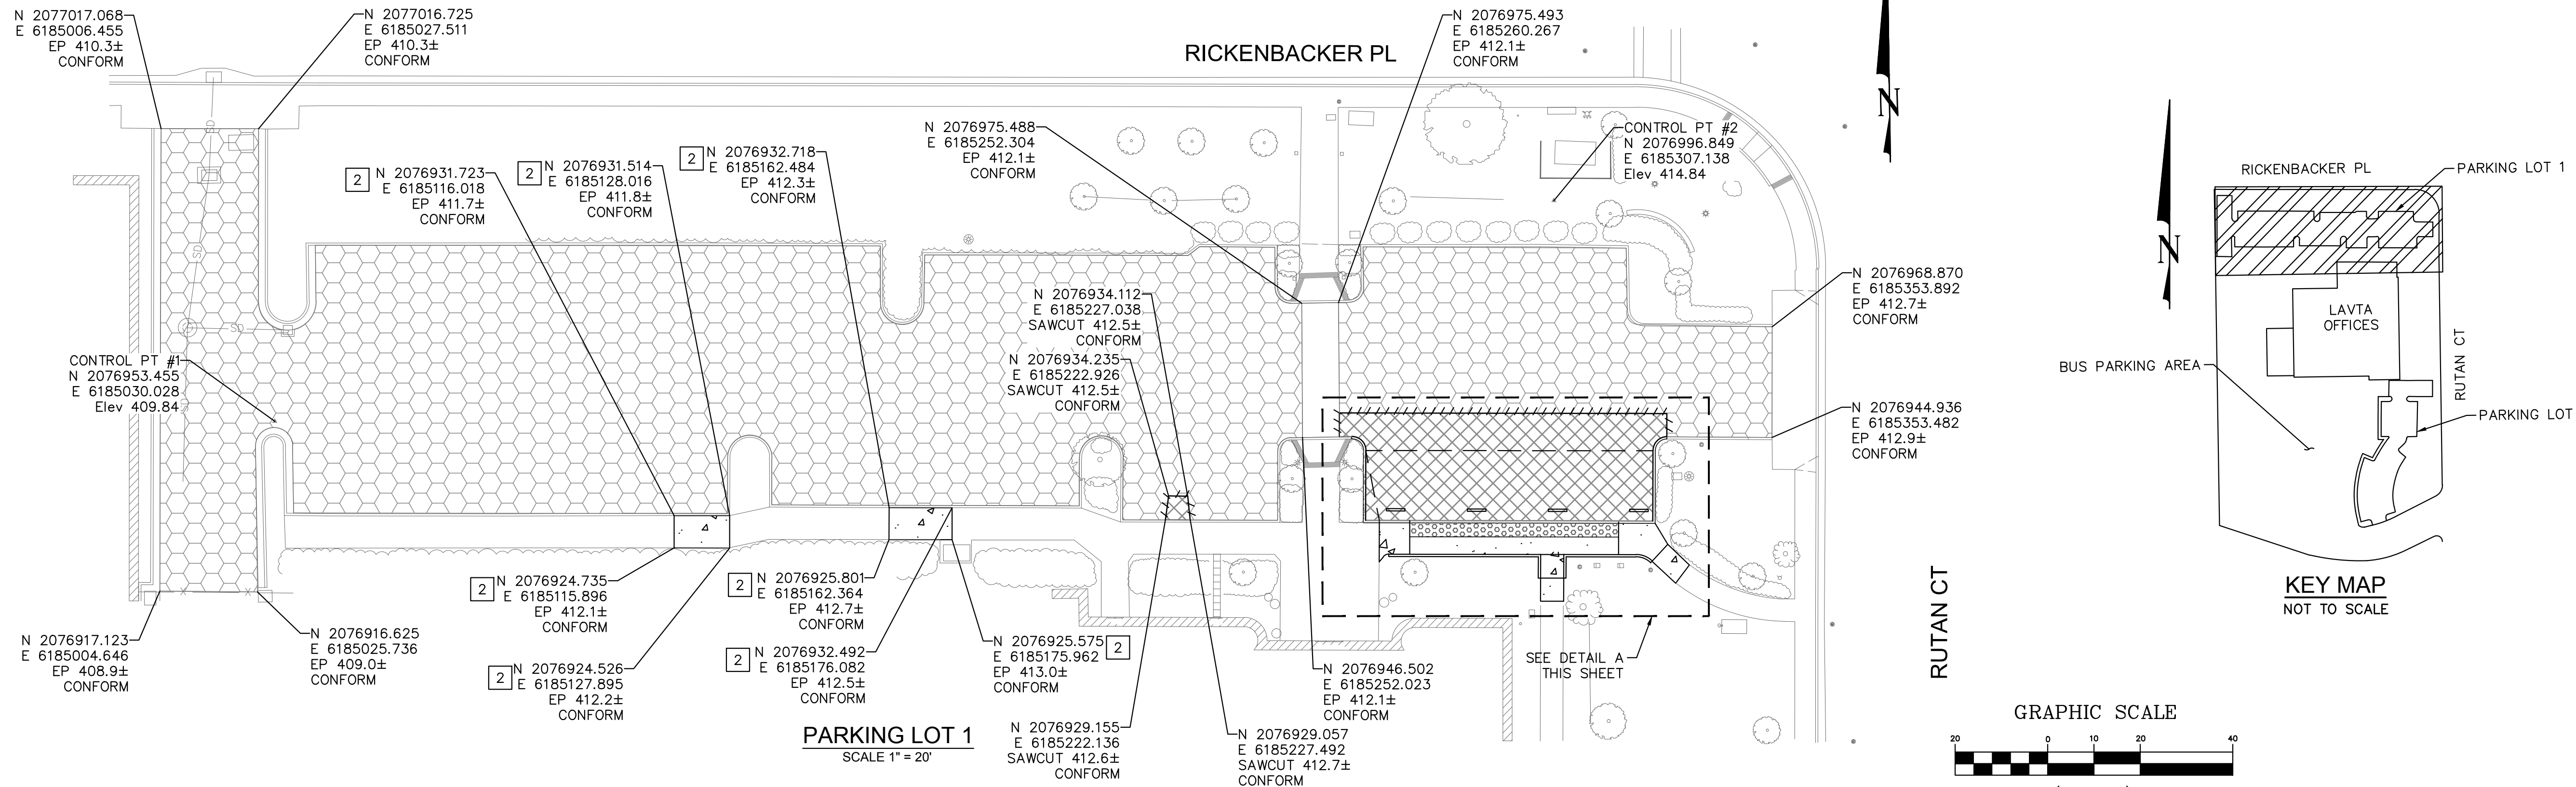 N 2077017.068
E 6185006.455
EP 410.3±
CONFORM
N 2077016.725
E 6185027.511
EP 410.3±
CONFORM
RICKENBACKER PL
N 2076975.493
E 6185260.267
EP 412.1±
CONFORM
N
N 2076975.488
E 6185252.304
EP 412.1±
CONFORM
CONTROL PT #2
N 2076996.849
E 6185307.138
Elev 414.84
2
N 2076931.723
E 6185116.018
EP 411.7±
CONFORM
2
N 2076931.514
E 6185128.016
EP 411.8±
CONFORM
2
N 2076932.718
E 6185162.484
EP 412.3±
CONFORM
SD
SD
SD
N 2076934.112
E 6185227.038
SAWCUT 412.5±
CONFORM
N 2076934.235
E 6185222.926
SAWCUT 412.5±
CONFORM
N 2076968.870
E 6185353.892
EP 412.7±
CONFORM
CONTROL PT #1
N 2076953.455
E 6185030.028
Elev 409.84
N 2076944.936
E 6185353.482
EP 412.9±
CONFORM
N 2076917.123
E 6185004.646
EP 408.9±
CONFORM
N 2076916.625
E 6185025.736
EP 409.0±
CONFORM
2
N 2076924.735
E 6185115.896
EP 412.1±
CONFORM
2
N 2076924.526
E 6185127.895
EP 412.2±
CONFORM
2
N 2076925.801
E 6185162.364
EP 412.7±
CONFORM
2
N 2076932.492
E 6185176.082
EP 412.5±
CONFORM
N 2076925.575
E 6185175.962
EP 413.0±
CONFORM
2
N 2076929.155
E 6185222.136
SAWCUT 412.6±
CONFORM
N 2076929.057
E 6185227.492
SAWCUT 412.7±
CONFORM
N 2076946.502
E 6185252.023
EP 412.1±
CONFORM
SEE DETAIL A
THIS SHEET
PARKING LOT 1
SCALE 1" = 20'
RUTAN CT
N
RICKENBACKER PL
PARKING LOT 1
LAVTA
OFFICES
BUS PARKING AREA
RUTAN CT
PARKING LOT
KEY MAP
NOT TO SCALE
GRAPHIC SCALE
20 0 10 20 40